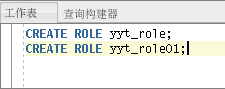 工作表 查询构建器
CREATE ROLE yyt_role;
CREATE ROLE yyt_role01;